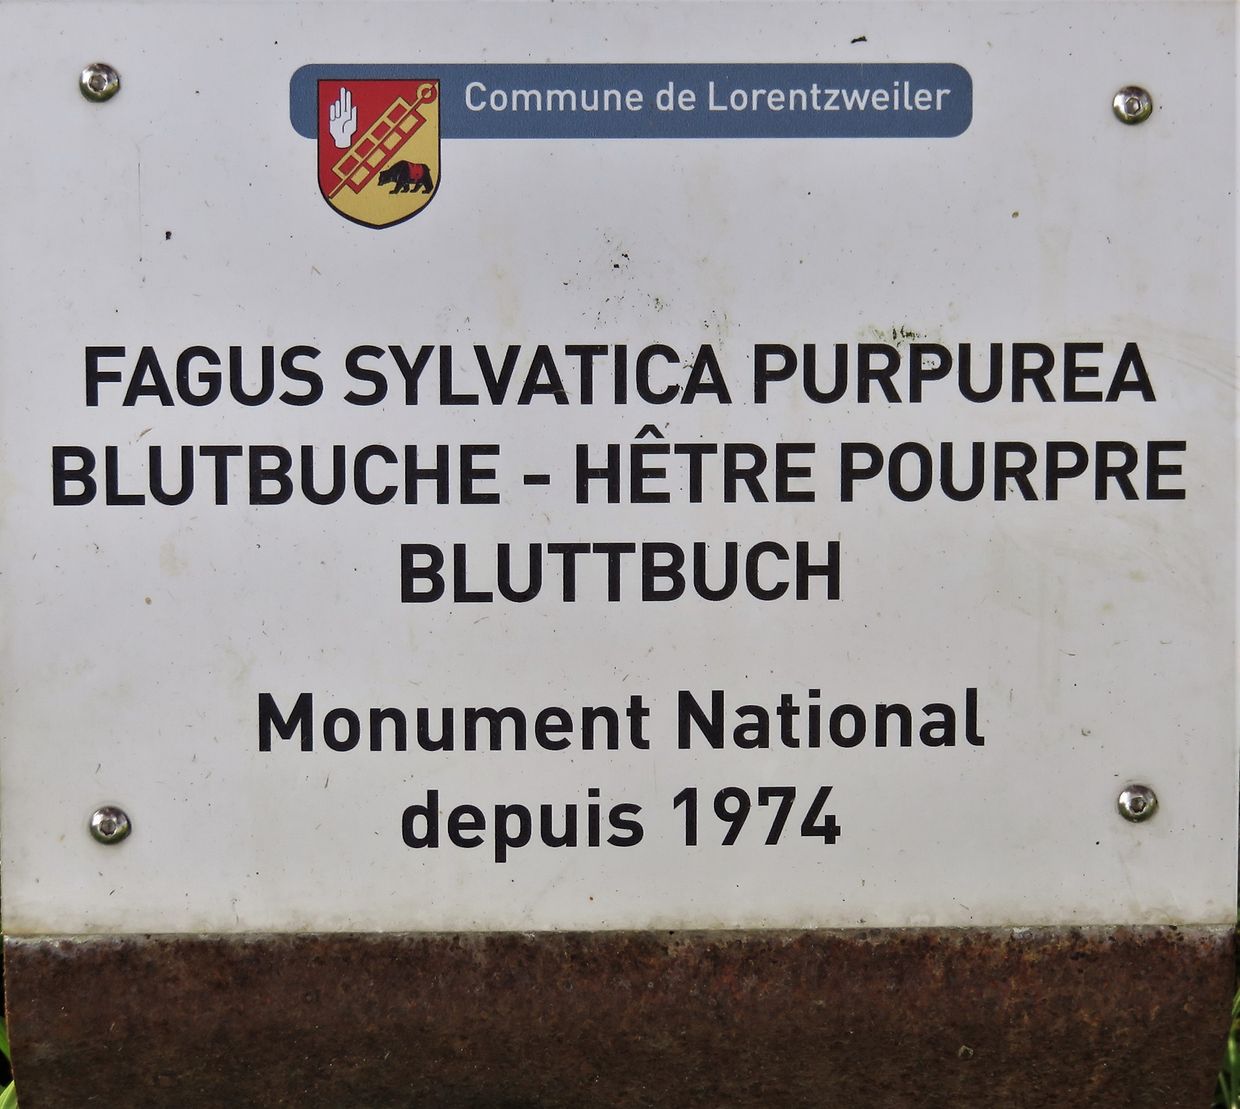 Commune de Lorentzweiler
FAGUS SYLVATICA PURPUREA
BLUTBUCHE - HÊTRE POURPRE
BLUTTBUCH
Monument National
depuis 1974